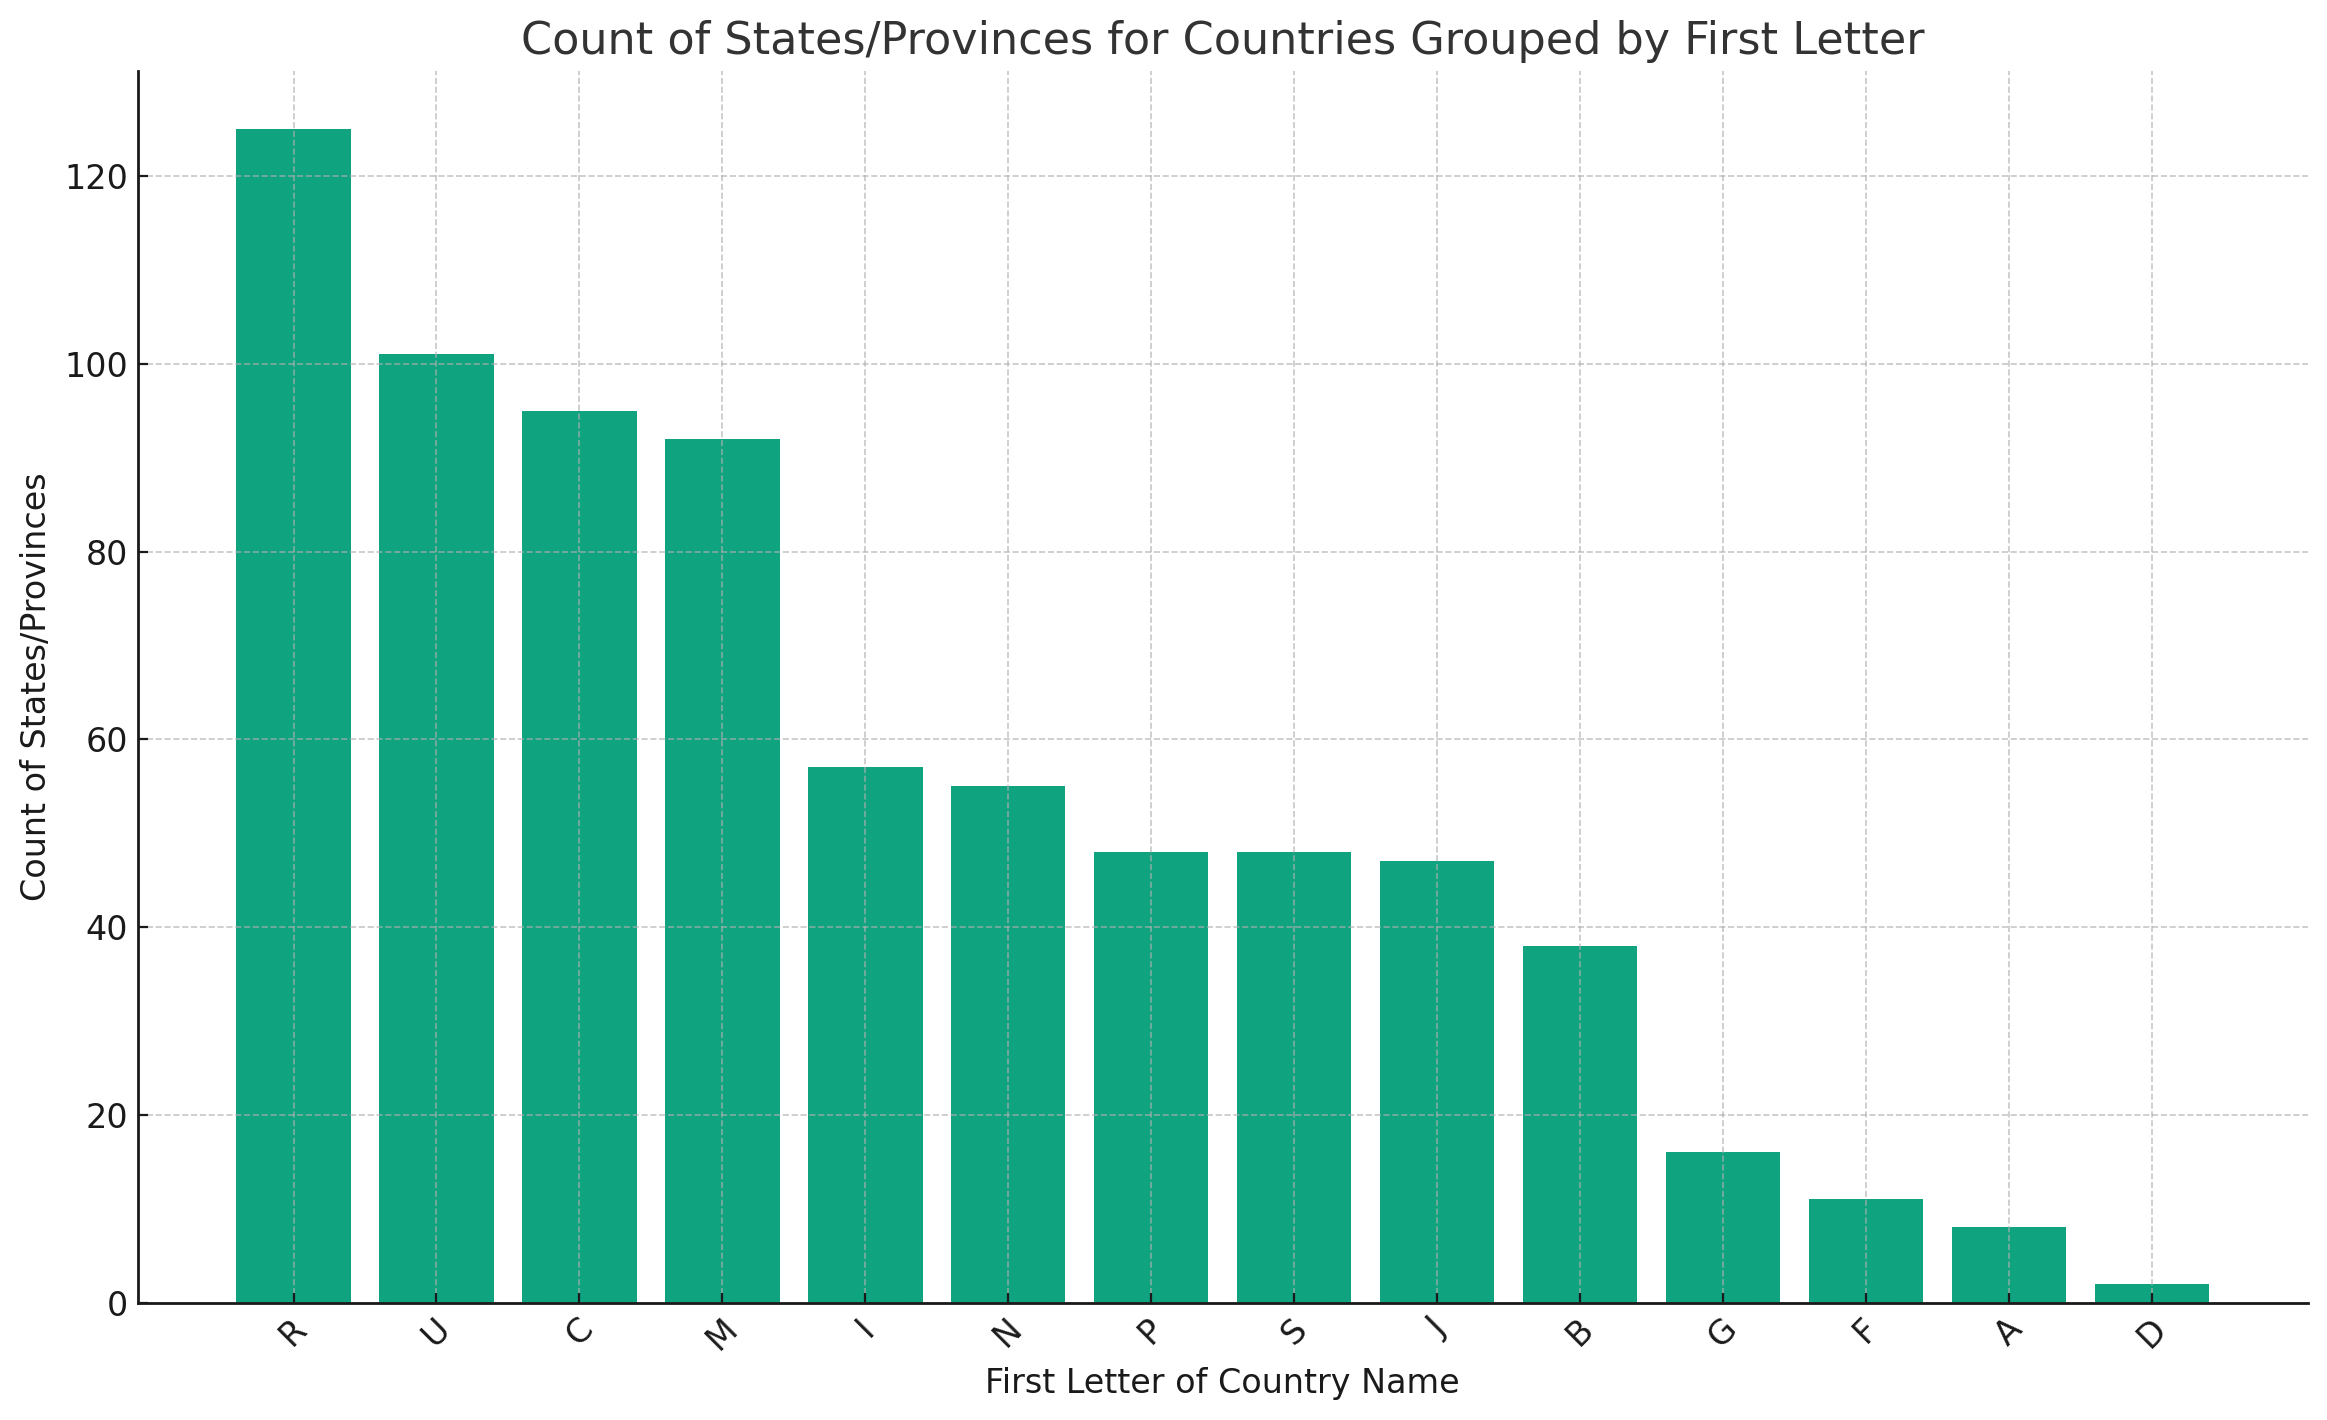 Count of States/Provinces for Countries Grouped by First Letter
Count of States/Provinces
120
100
80
60
40
20
0
R U C M I N P S J B G F A D
First Letter of Country Name